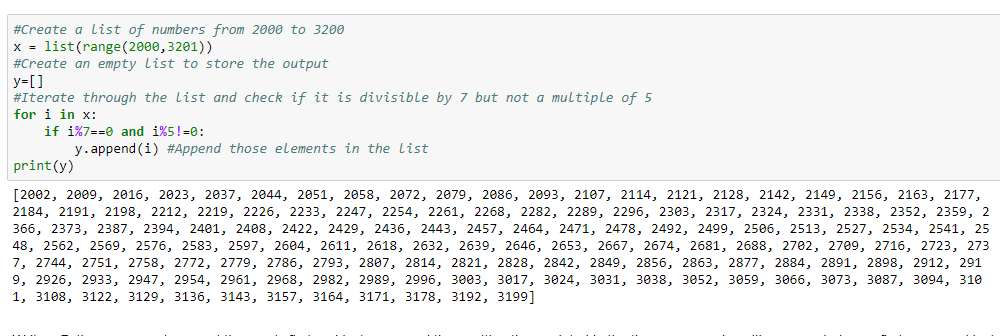 #Create a list of numbers from 2000 to 3200
x = list(range(2000,3201))
#Create an empty list to store the output
y=[]
#Iterate through the list and check if it is divisible by 7 but not a multiple of 5
for i in x:
    if i%7==0 and i%5!=0:
        y.append(i) #Append those elements in the list
print(y)
[2002, 2009, 2016, 2023, 2037, 2044, 2051, 2058, 2072, 2079, 2086, 2093, 2107, 2114, 2121, 2128, 2142, 2149, 2156, 2163, 2177,
2184, 2191, 2198, 2212, 2219, 2226, 2233, 2247, 2254, 2261, 2268, 2282, 2289, 2296, 2303, 2317, 2324, 2331, 2338, 2352, 2359, 2
366, 2373, 2387, 2394, 2401, 2408, 2422, 2429, 2436, 2443, 2457, 2464, 2471, 2478, 2492, 2499, 2506, 2513, 2527, 2534, 2541, 25
48, 2562, 2569, 2576, 2583, 2597, 2604, 2611, 2618, 2632, 2639, 2646, 2653, 2667, 2674, 2681, 2688, 2702, 2709, 2716, 2723, 273
7, 2744, 2751, 2758, 2772, 2779, 2786, 2793, 2807, 2814, 2821, 2828, 2842, 2849, 2856, 2863, 2877, 2884, 2891, 2898, 2912, 291
9, 2926, 2933, 2947, 2954, 2961, 2968, 2982, 2989, 2996, 3003, 3017, 3024, 3031, 3038, 3052, 3059, 3066, 3073, 3087, 3094, 310
1, 3108, 3122, 3129, 3136, 3143, 3157, 3164, 3171, 3178, 3192, 3199]